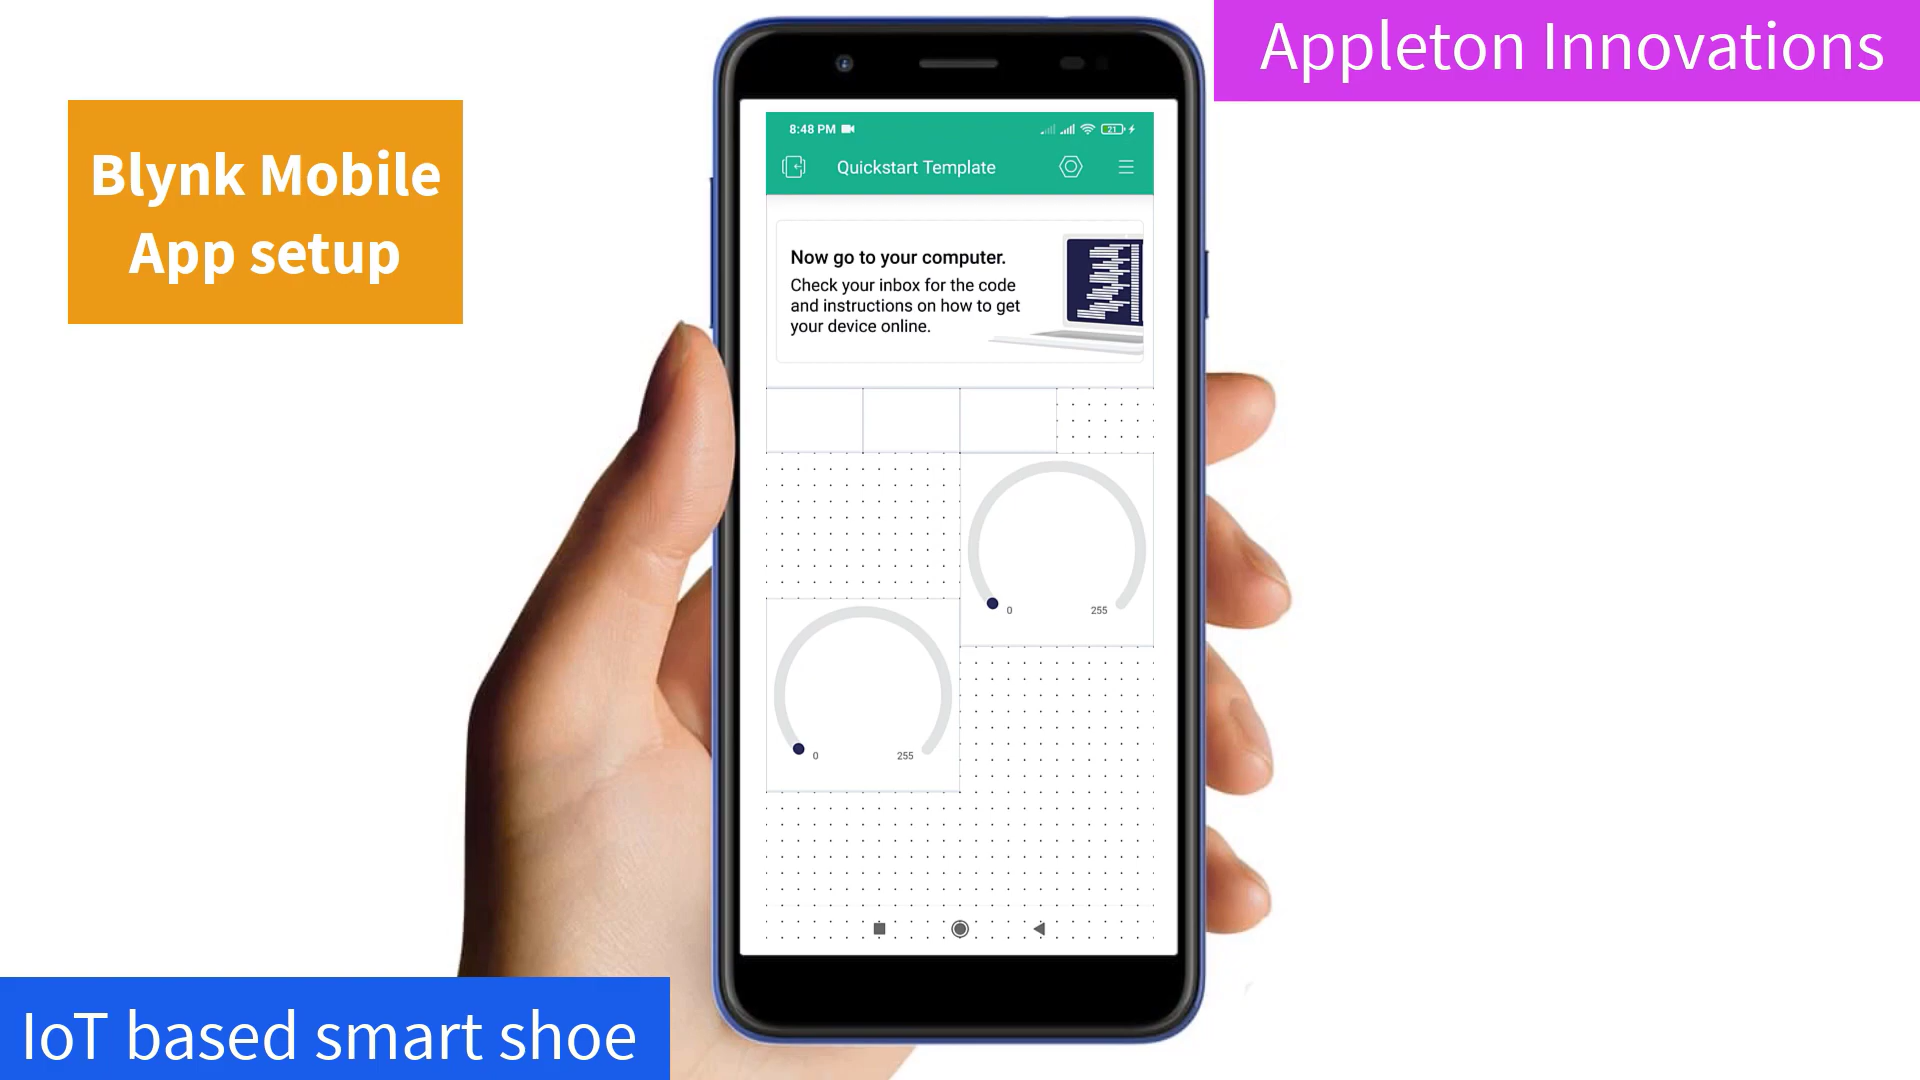 Appleton Innovations
Blynk Mobile
App setup
8:48 PM
21
Quickstart Template
Now go to your computer.
Check your inbox for the code
and instructions on how to get
your device online.
0
255
0
255
IoT based smart shoe